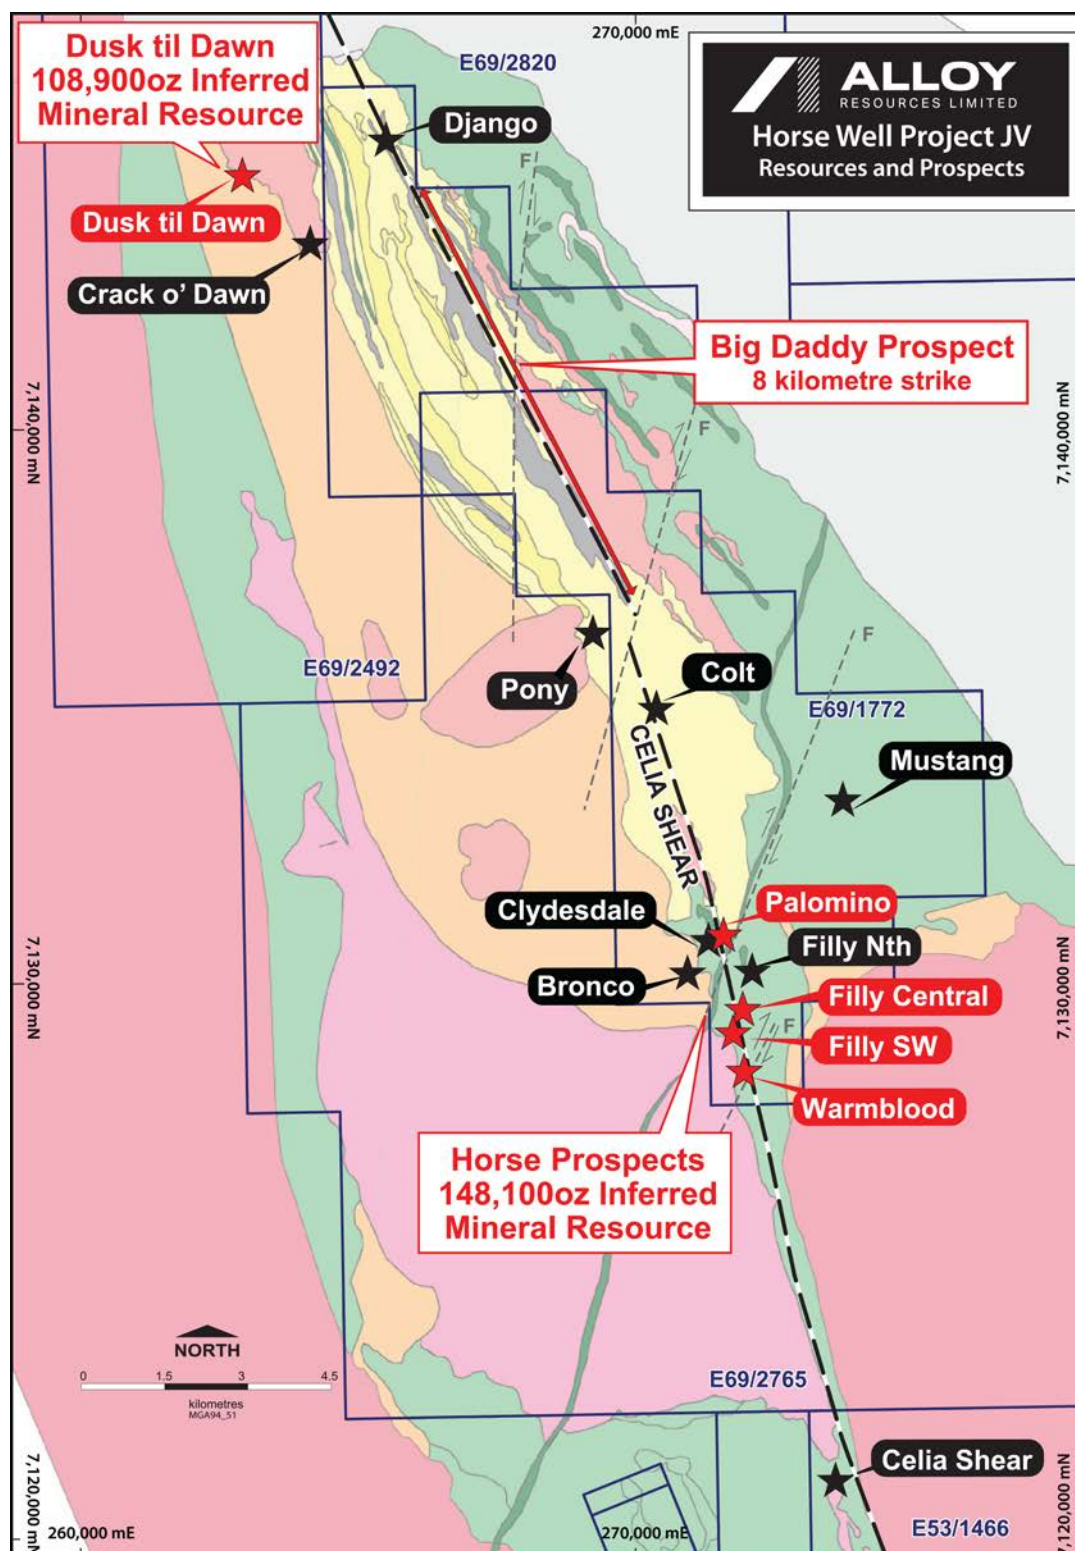 270,000 mE
Dusk til Dawn
108,900oz Inferred
Mineral Resource
E69/2820
ALLOY
RESOURCES LIMITED
Horse Well Project JV
Resources and Prospects
Django
F
Dusk til Dawn
Crack o' Dawn
Big Daddy Prospect
8 kilometre strike
7,140,000 mN
7,140,000 mN
F
F
E69/2492
Pony
Colt
E69/1772
Mustang
CELIA SHEAR
Clydesdale
Palomino
Filly Nth
Bronco
7,130,000 mN
7,130,000 mN
Filly Central
F
Filly SW
Warmblood
Horse Prospects
148,100oz Inferred
Mineral Resource
NORTH
0 1.5 3 4.5
kilometres
MGA94_51
E69/2765
Celia Shear
7,120,000 mN
7,120,000 mN
260,000 mE
270,000 mE
E53/1466